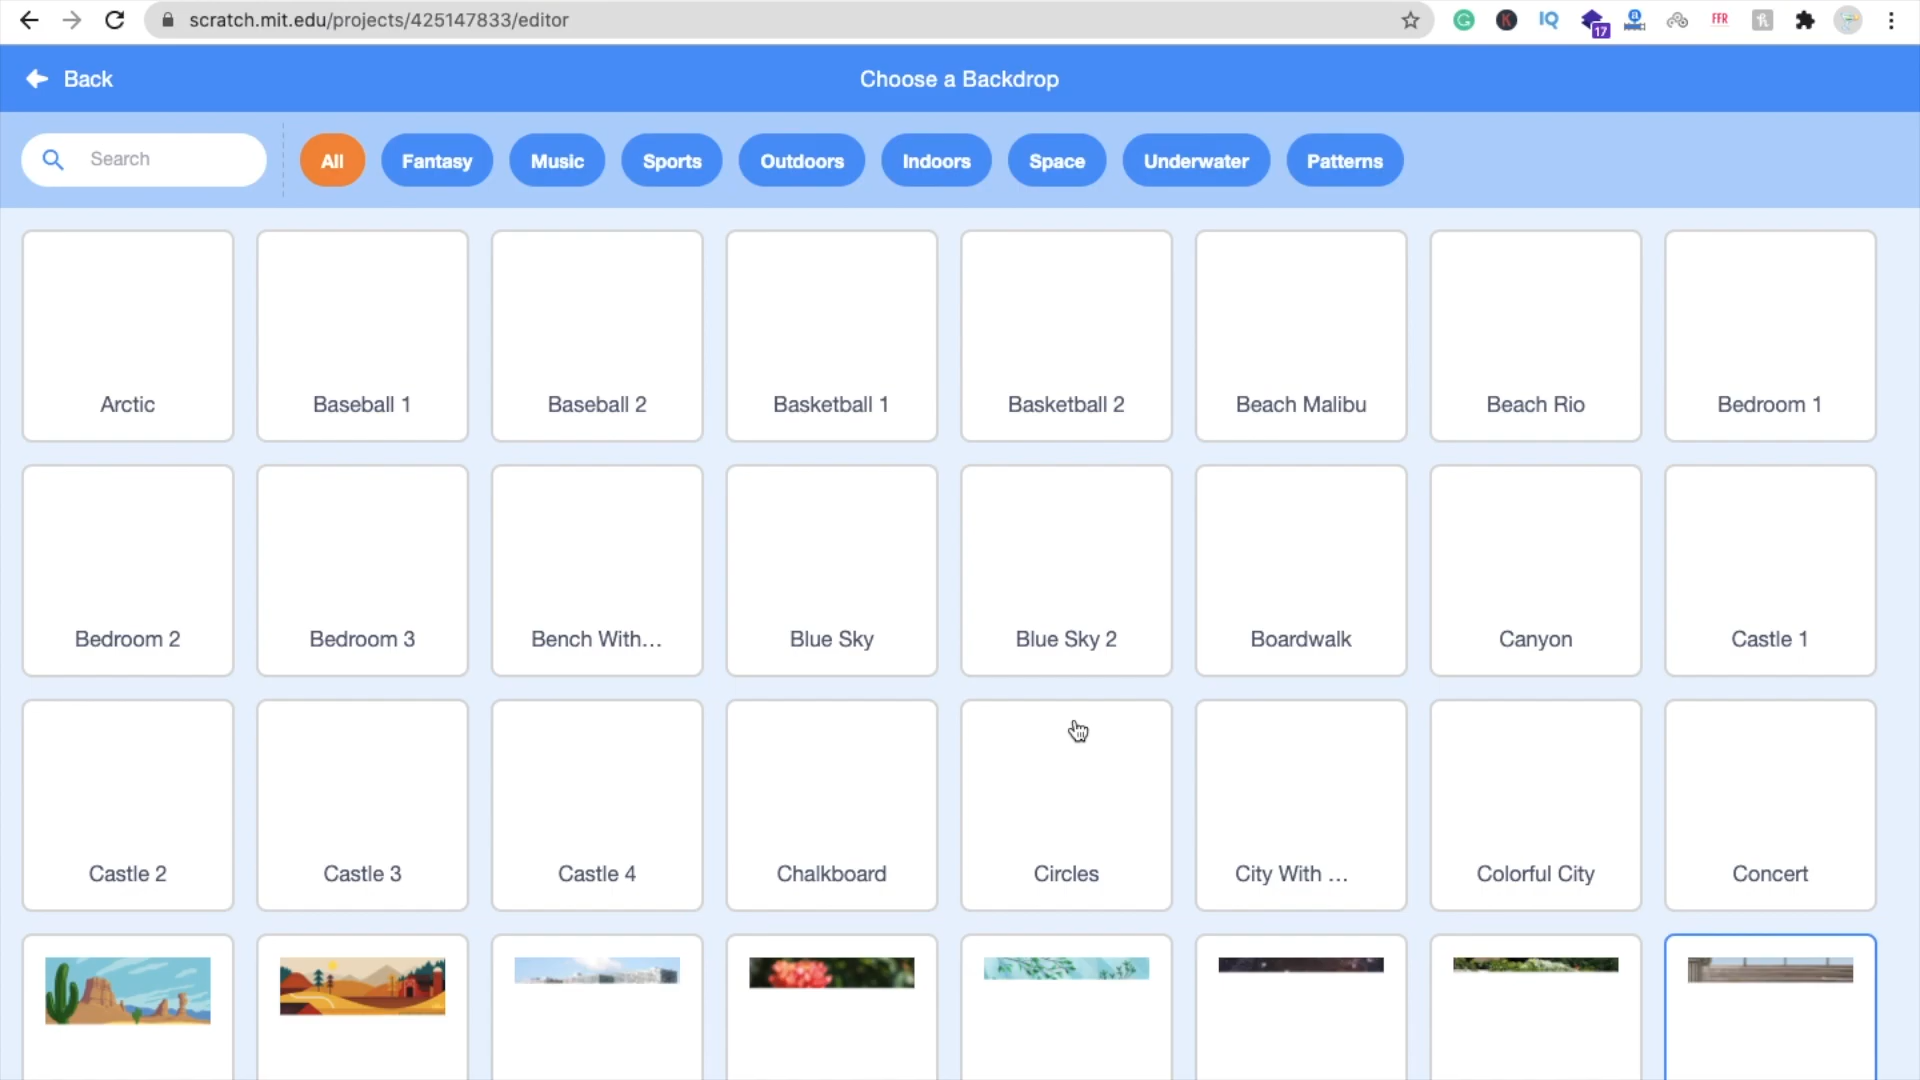 scratch.mit.edu/projects/425147833/editor
17
FFR
Back
Choose a Backdrop
Search
All
Fantasy
Music
Sports
Outdoors
Indoors
Space
Underwater
Patterns
Arctic
Baseball 1
Baseball 2
Basketball 1
Basketball 2
Beach Malibu
Beach Rio
Bedroom 1
Bedroom 2
Bedroom 3
Bench With...
Blue Sky
Blue Sky 2
Boardwalk
Canyon
Castle 1
Castle 2
Castle 3
Castle 4
Chalkboard
Circles
City With ...
Colorful City
Concert